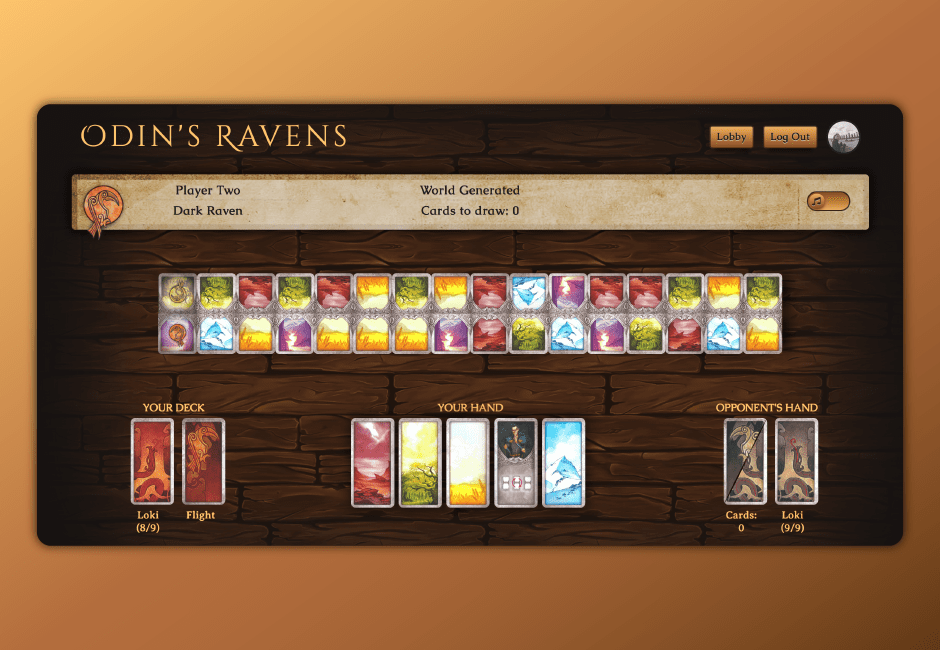 ODIN'S RAVENS
Lobby
Log Out
Player Two
World Generated
Dark Raven
Cards to draw: 0
YOUR DECK
YOUR HAND
OPPONENT'S HAND
Loki
(8/9)
Flight
Cards:
0
Loki
(9/9)